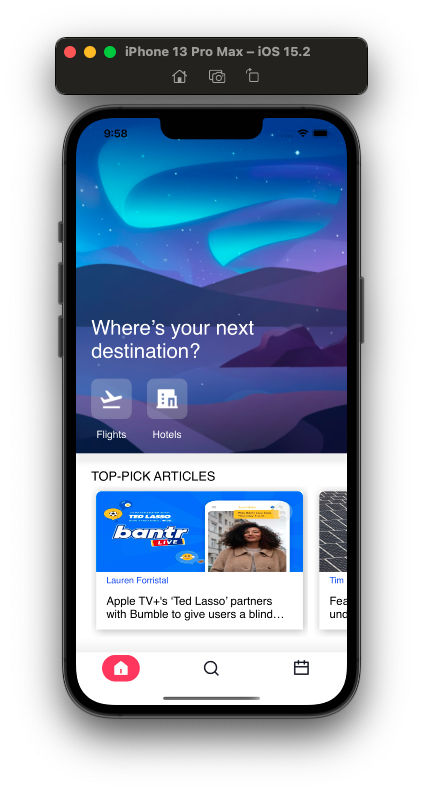 iPhone 13 Pro Max – iOS 15.2
9:58
Where's your next
destination?
Flights
Hotels
TOP-PICK ARTICLES
TED LASSO
bantr
LIVE
Lauren Forristal
Apple TV+'s 'Ted Lasso' partners
with Bumble to give users a blind…
Tim
Fea
unc